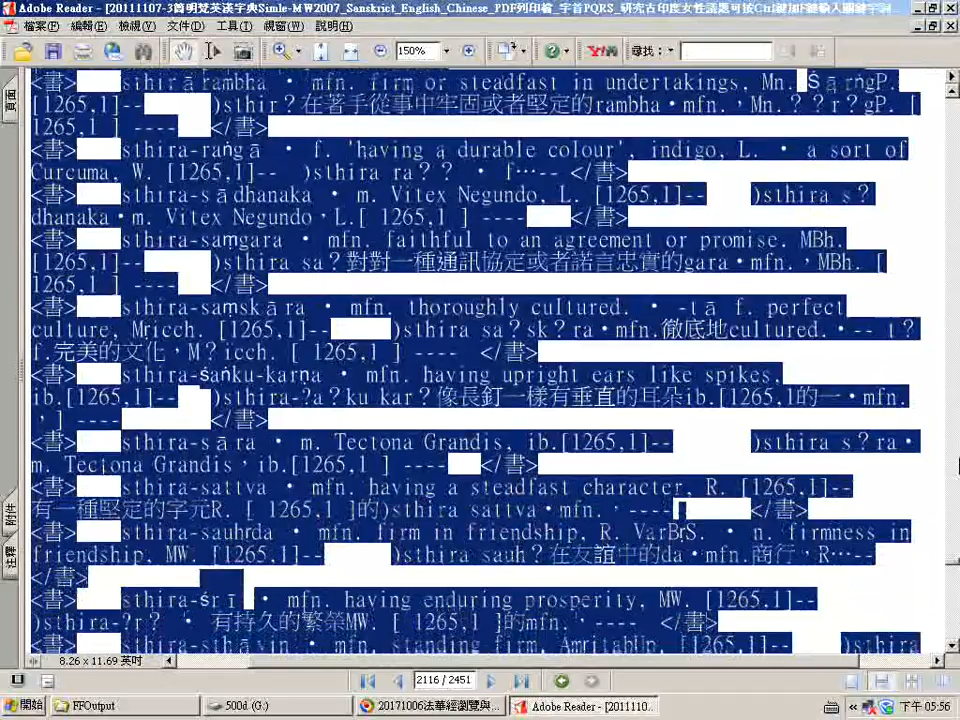 Adobe Reader - [20111107-3簡明梵英漢字典Simle-MW2007_Sanskrict_English_Chinese_PDF列印檔_字首PQRS_研究古印度女性議題可按Ctrl鍵加F鍵輸入關鍵字
檔案(F) 編輯(E) 檢視(V) 文件(D) 工具(T) 視窗(W) 說明(H)
150% 尋找：
<書> sthirārambha • mfn. firm or steadfast in undertakings, Mn. ŚārṅgP.
[1265,1]-- )sthir？在著手從事中牢固或者堅定的rambha•mfn.，Mn.？？r？gP. [
1265,1] ---- </書>
<書> sthira-raṅgā • f. 'having a durable colour', indigo, L. • a sort of
Curcuma, W. [1265,1]-- )sthira ra？？ • f…-- </書>
<書> sthira-sādhanaka • m. Vitex Negundo, L. [1265,1]-- )sthira s？
dhanaka•m. Vitex Negundo，L.[ 1265,1 ] ---- </書>
<書> sthira-saṃgara • mfn. faithful to an agreement or promise. MBh.
[1265,1]-- )sthira sa？對對一種通訊協定或者諾言忠實的gara•mfn.，MBh. [
1265,1] ---- </書>
<書> sthira-saṃskāra • mfn. thoroughly cultured. • -tā f. perfect
culture, Mṛicch. [1265,1]-- )sthira sa？sk？ra•mfn.徹底地cultured.•-- t？
f.完美的文化，M？icch. [ 1265,1 ] ---- </書>
<書> sthira-śaṅku-karṇa • mfn. having upright ears like spikes,
ib.[1265,1]-- )sthira-?a？ku kar？像長釘一樣有垂直的耳朵ib.[1265,1的一•mfn.
，] ---- </書>
<書> sthira-sāra • m. Tectona Grandis, ib.[1265,1]-- )sthira s？ra•
m. Tectona Grandis，ib.[1265,1 ] ---- </書>
<書> sthira-sattva • mfn. having a steadfast character, R. [1265,1]--
有一種堅定的字元R. [ 1265,1 ]的)sthira sattva•mfn.，---- </書>
<書> sthira-sauhṛda • mfn. firm in friendship, R. VarBṛS. • n. firmness in
friendship, MW. [1265,1]-- )sthira sauh？在友誼中的da•mfn.商行，R…--
</書>
<書> sthira-śrī • mfn. having enduring prosperity, MW. [1265,1]--
)sthira-?r？ • 有持久的繁榮MW. [ 1265,1 ]的mfn.，---- </書>
<書> sthira-sthāyin • mfn. standing firm, AmritabUp. [1265,1]-- )sthira
頁面
附件
註釋
8.26 x 11.69 英吋
2116 / 2451
開始 FFOutput 500d (G:) 20171006法華經瀏覽與... Adobe Reader - [2011110... 下午 05:56